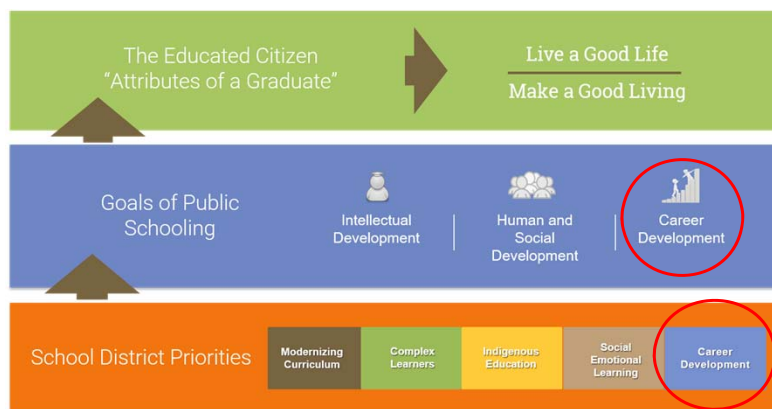 The Educated Citizen
“Attributes of a Graduate”
Live a Good Life
Make a Good Living
Goals of Public
Schooling
Intellectual
Development
Human and
Social
Development
Career
Development
School District Priorities
Modernizing
Curriculum
Complex
Learners
Indigenous
Education
Social
Emotional
Learning
Career
Development